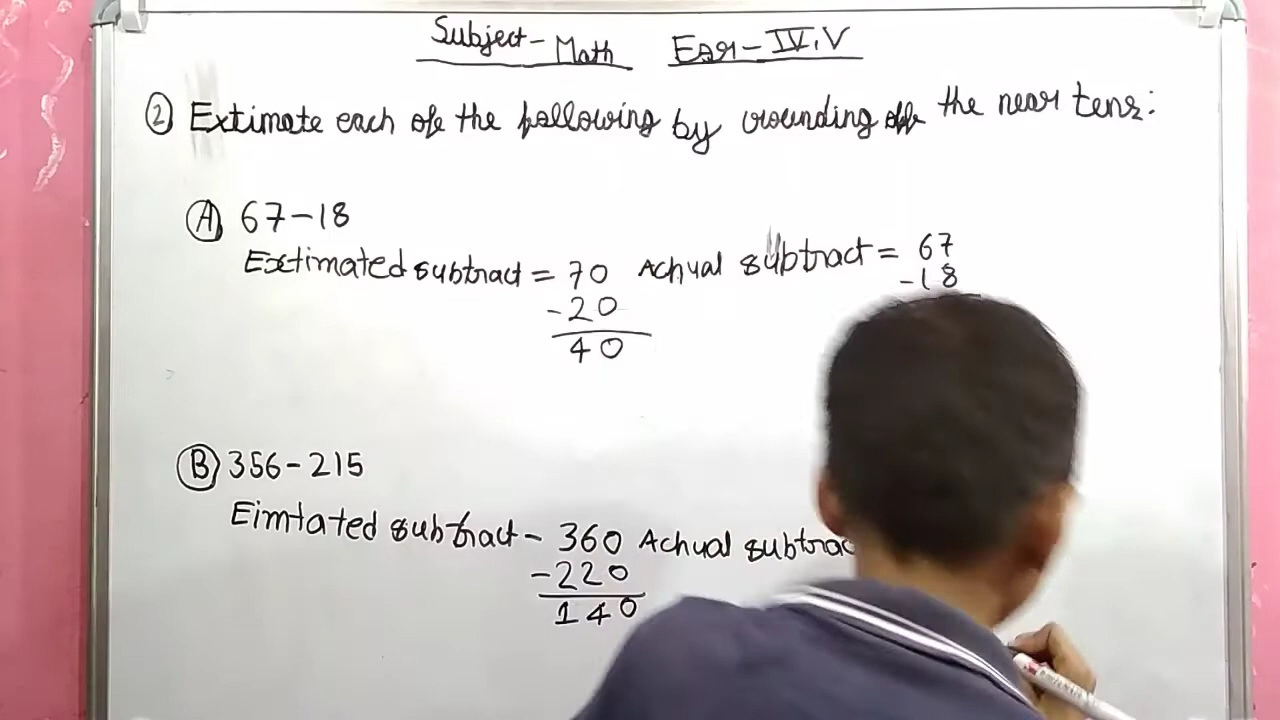 Subject- Math Esr-IV,V
② Extimate each of the following by rounding off the near tens:
Ⓐ 67-18
Extimated subtract = 70 Achual subtract = 67
-20 -18
40
Ⓑ 356-215
Eimtated subtract - 360 Achual subtrac
-220
140